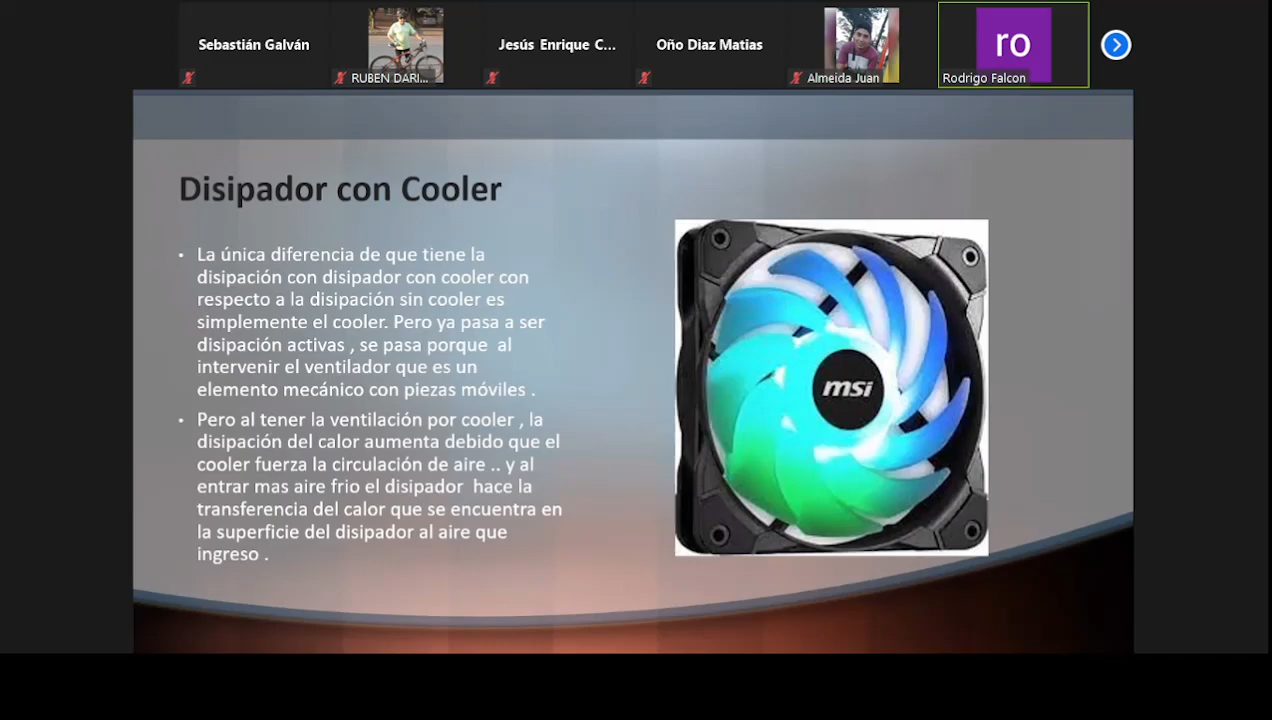 Sebastián Galván
RUBEN DARI...
Jesús Enrique C...
Oño Diaz Matias
Almeida Juan
ro
Rodrigo Falcon
Disipador con Cooler
• La única diferencia de que tiene la
disipación con disipador con cooler con
respecto a la disipación sin cooler es
simplemente el cooler. Pero ya pasa a ser
disipación activas , se pasa porque al
intervenir el ventilador que es un
elemento mecánico con piezas móviles .
• Pero al tener la ventilación por cooler , la
disipación del calor aumenta debido que el
cooler fuerza la circulación de aire .. y al
entrar mas aire frio el disipador hace la
transferencia del calor que se encuentra en
la superficie del disipador al aire que
ingreso .
msi